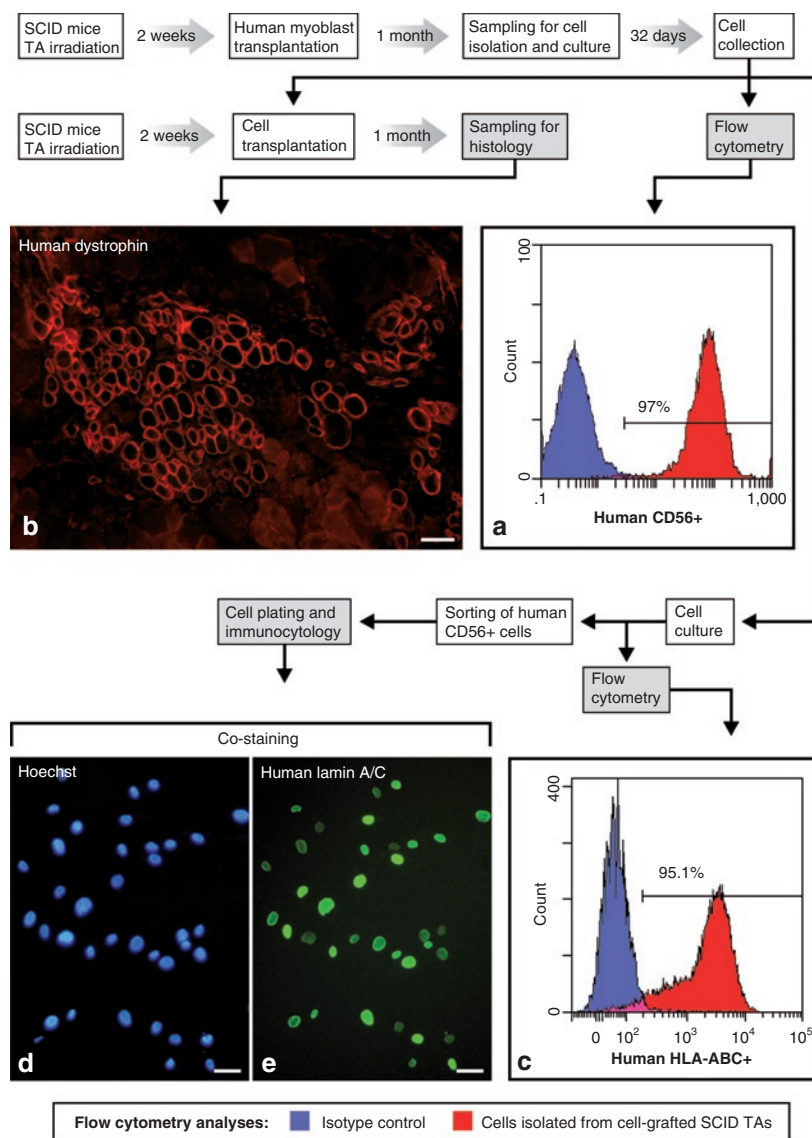 SCID mice
TA irradiation
2 weeks
Human myoblast
transplantation
1 month
Sampling for cell
isolation and culture
32 days
Cell
collection
SCID mice
TA irradiation
2 weeks
Cell
transplantation
1 month
Sampling for
histology
Flow
cytometry
Human dystrophin
b
100
Count
97%
0
.1
1,000
a
Human CD56+
Cell plating and
immunocytology
Sorting of human
CD56+ cells
Cell
culture
Flow
cytometry
Co-staining
Hoechst
d
Human lamin A/C
e
400
Count
95.1%
0
0
10²
10³
10⁴
10⁵
c
Human HLA-ABC+
Flow cytometry analyses:
Isotype control
Cells isolated from cell-grafted SCID TAs